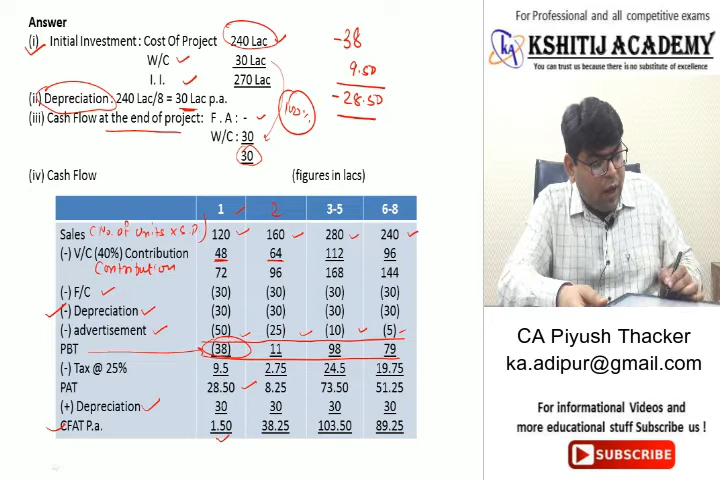 Answer
(i) Initial Investment : Cost Of Project 240 Lac
W/C 30 Lac
I. I. 270 Lac
(ii) Depreciation : 240 Lac/8 = 30 Lac p.a.
(iii) Cash Flow at the end of project: F. A : -
W/C: 30
30
100%
-38
9.50
-28.50
(iv) Cash Flow (figures in lacs)
1 2 3-5 6-8
Sales (No. of units x S.P) 120 160 280 240
(-) V/C (40%) Contribution 48 64 112 96
Contribution 72 96 168 144
(-) F/C (30) (30) (30) (30)
(-) Depreciation (30) (30) (30) (30)
(-) advertisement (50) (25) (10) (5)
PBT (38) 11 98 79
(-) Tax @ 25% 9.5 2.75 24.5 19.75
PAT 28.50 8.25 73.50 51.25
(+) Depreciation 30 30 30 30
CFAT P.a. 1.50 38.25 103.50 89.25
For Professional and all competitive exams
KA
KSHITIJ ACADEMY
You can trust us because there is no substitute of excellence
CA Piyush Thacker
ka.adipur@gmail.com
For informational Videos and
more educational stuff Subscribe us !
SUBSCRIBE